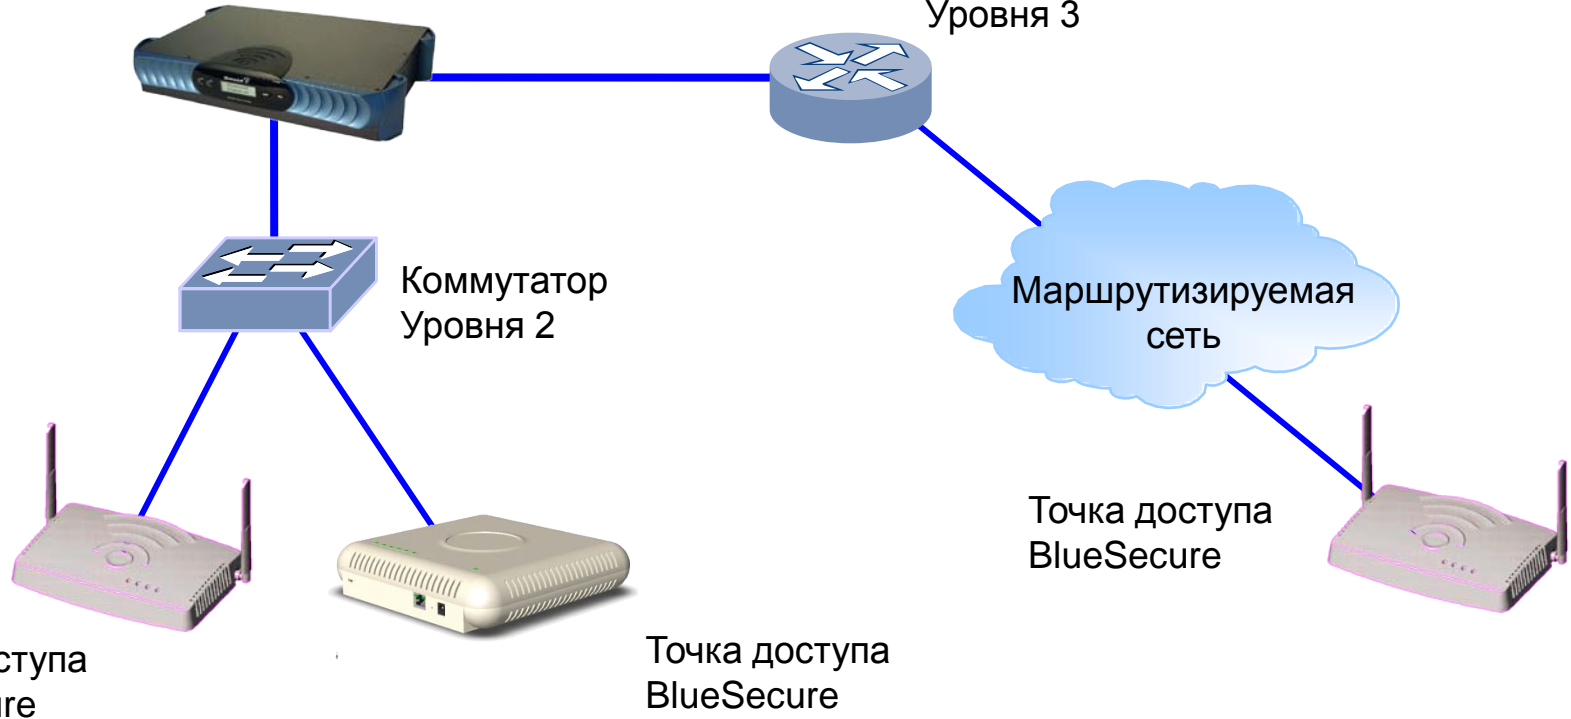 Уровня 3
Коммутатор
Уровня 2
Маршрутизируемая
сеть
Точка доступа
BlueSecure
Точка доступа
BlueSecure